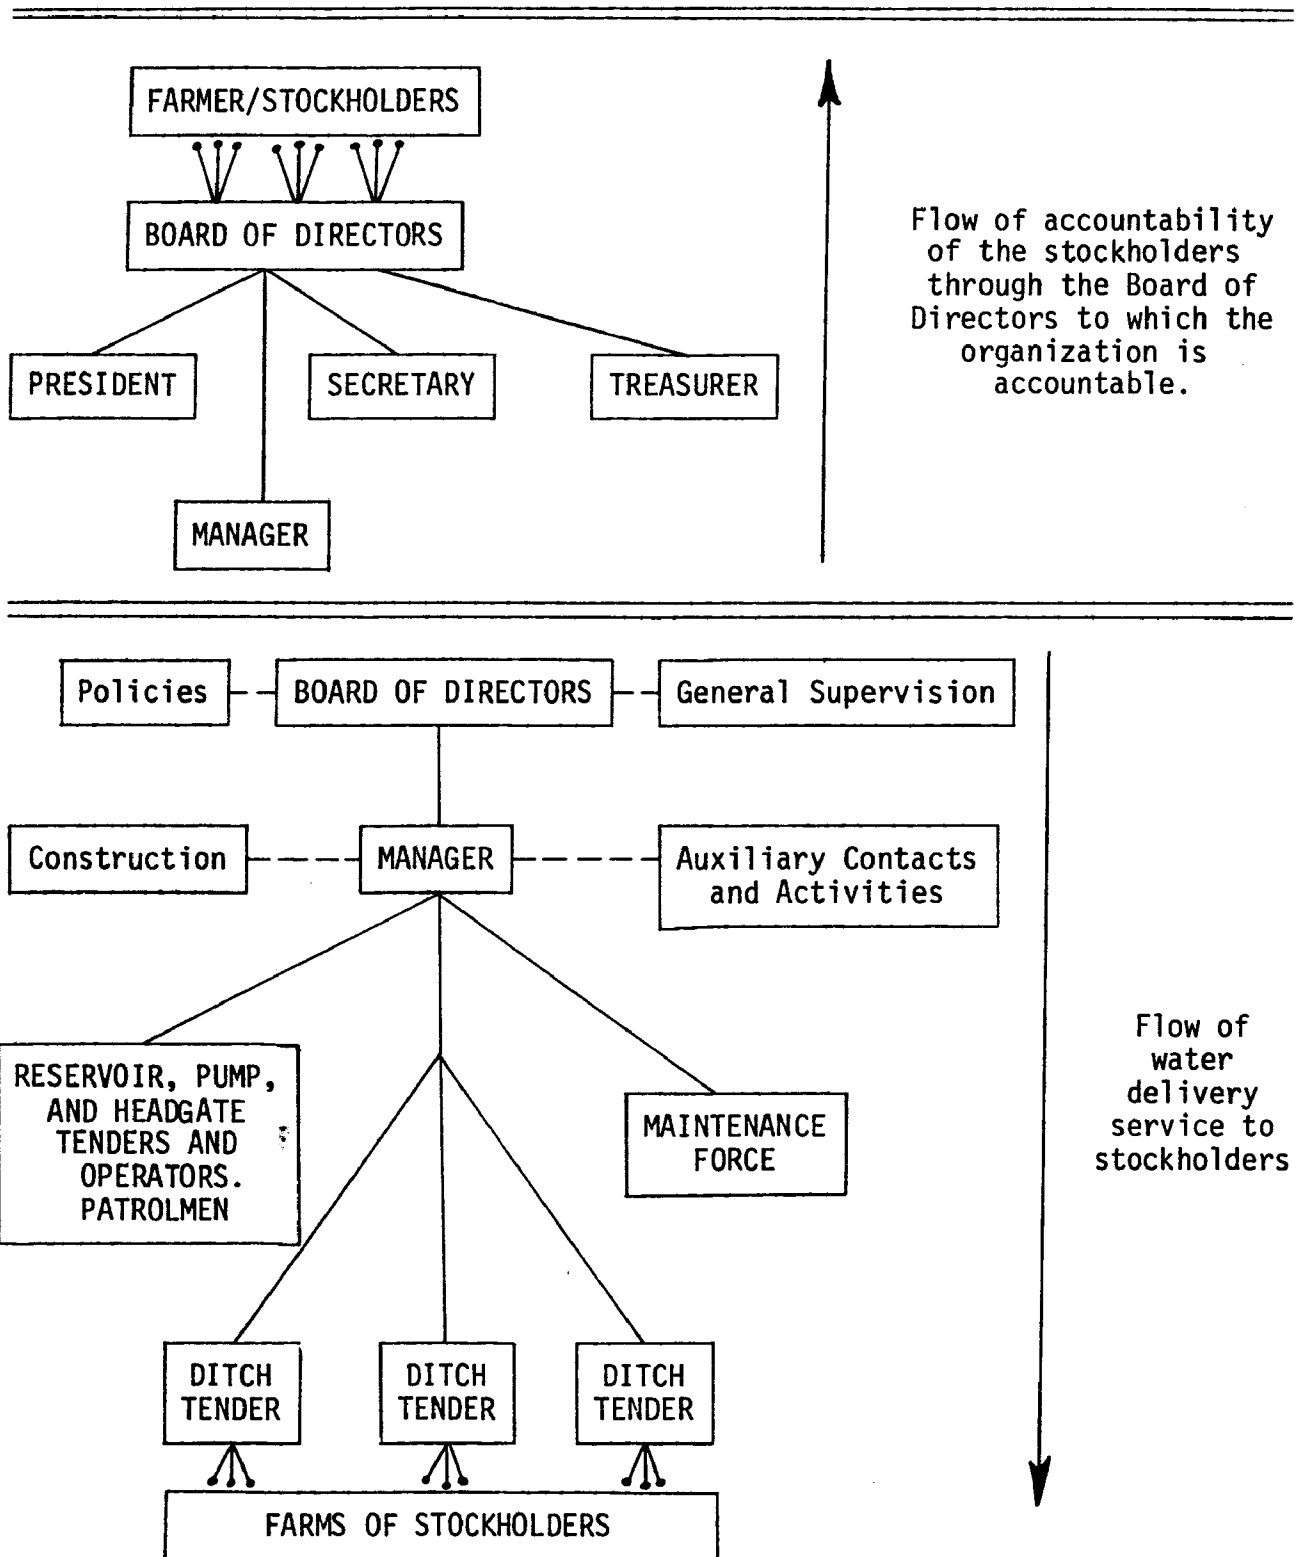 FARMER/STOCKHOLDERS
BOARD OF DIRECTORS
PRESIDENT
SECRETARY
TREASURER
MANAGER
Flow of accountability
of the stockholders
through the Board of
Directors to which the
organization is
accountable.
Policies
BOARD OF DIRECTORS
General Supervision
Construction
MANAGER
Auxiliary Contacts
and Activities
RESERVOIR, PUMP,
AND HEADGATE
TENDERS AND
OPERATORS.
PATROLMEN
MAINTENANCE
FORCE
Flow of
water
delivery
service to
stockholders
DITCH
TENDER
DITCH
TENDER
DITCH
TENDER
FARMS OF STOCKHOLDERS